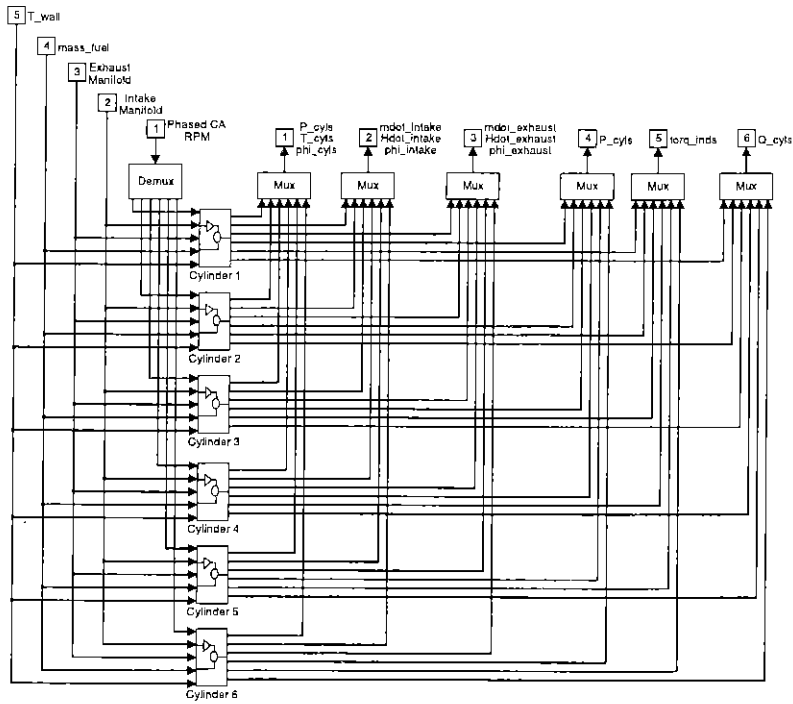 5 T_wall
4 mass_fuel
3 Exhaust
Manifold
2 Intake
Manifold
1 Phased CA
RPM
1 P_cyls
T_cyls
phi_cyls
2 mdot_intake
Hdot_intake
phi_intake
3 mdot_exhaust
Hdot_exhaust
phi_exhaust
4 P_cyls
5 torq_inds
6 Q_cyls
Demux
Mux
Mux
Mux
Mux
Mux
Mux
Cylinder 1
Cylinder 2
Cylinder 3
Cylinder 4
Cylinder 5
Cylinder 6